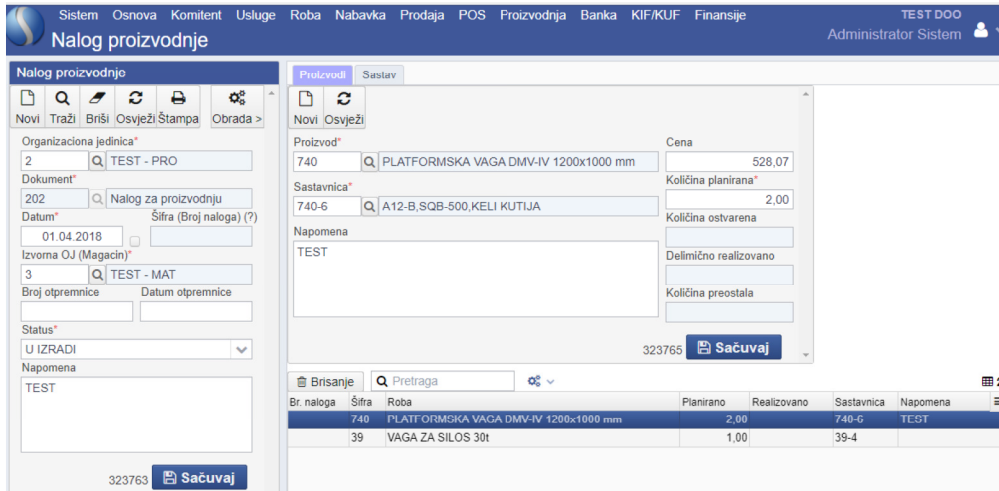 Sistem Osnova Komitent Usluge Roba Nabavka Prodaja POS Proizvodnja Banka KIF/KUF Finansije
TEST DOO
Nalog proizvodnje
Administrator Sistem
Nalog proizvodnje
Novi Traži Briši Osvježi Štampa Obrada >
Organizaciona jedinica*
2 TEST - PRO
Dokument*
202 Nalog za proizvodnju
Datum* Šifra (Broj naloga) (?)
01.04.2018
Izvorna OJ (Magacin)*
3 TEST - MAT
Broj otpremnice Datum otpremnice
Status*
U IZRADI
Napomena
TEST
323763 Sačuvaj
Proizvodi Sastav
Novi Osvježi
Proizvod*
740 PLATFORMSKA VAGA DMV-IV 1200x1000 mm
Sastavnica*
740-6 A12-B,SQB-500,KELI KUTIJA
Napomena
TEST
Cena
528,07
Količina planirana*
2,00
Količina ostvarena
Delimično realizovano
Količina preostala
323765 Sačuvaj
Brisanje Pretraga
Br. naloga Šifra Roba Planirano Realizovano Sastavnica Napomena
740 PLATFORMSKA VAGA DMV-IV 1200x1000 mm 2,00 740-6 TEST
39 VAGA ZA SILOS 30t 1,00 39-4